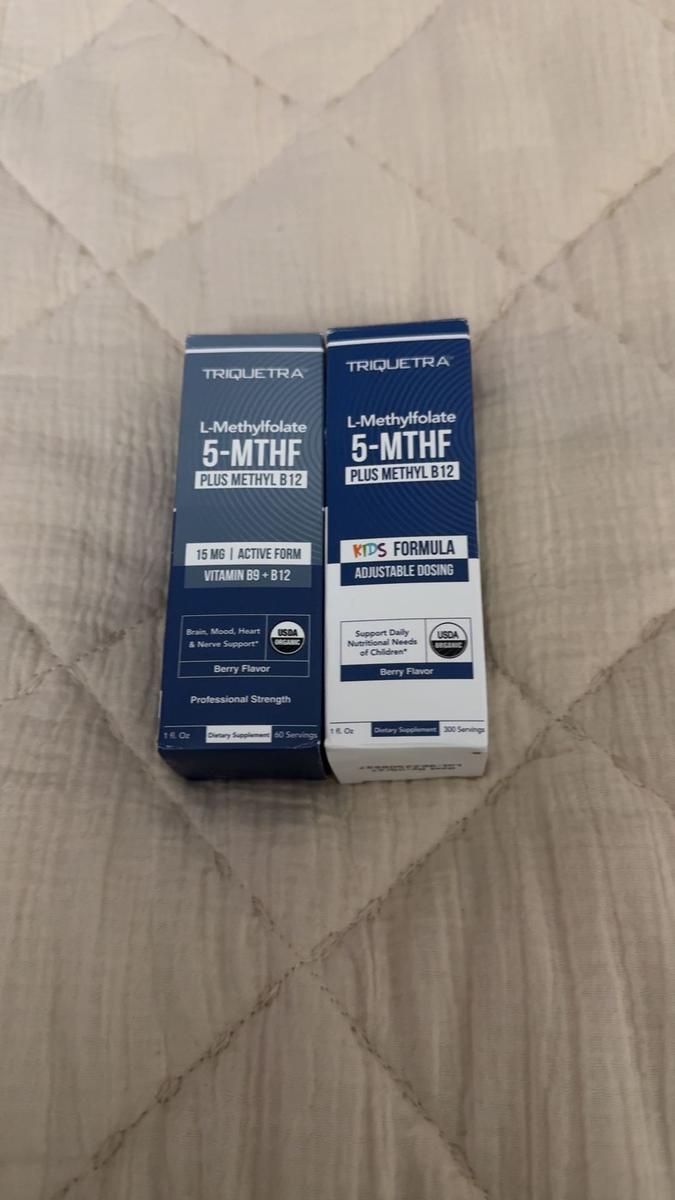 TRIQUETRA
L-Methylfolate
5-MTHF
PLUS METHYL B12
15 MG | ACTIVE FORM
VITAMIN B9 + B12
Brain, Mood, Heart
& Nerve Support*
USDA
ORGANIC
Berry Flavor
Professional Strength
1 fl. Oz
Dietary Supplement
60 Servings
TRIQUETRA™
L-Methylfolate
5-MTHF
PLUS METHYL B12
KIDS FORMULA
ADJUSTABLE DOSING
Support Daily
Nutritional Needs
of Children*
USDA
ORGANIC
Berry Flavor
1 fl. Oz
Dietary Supplement
300 Servings